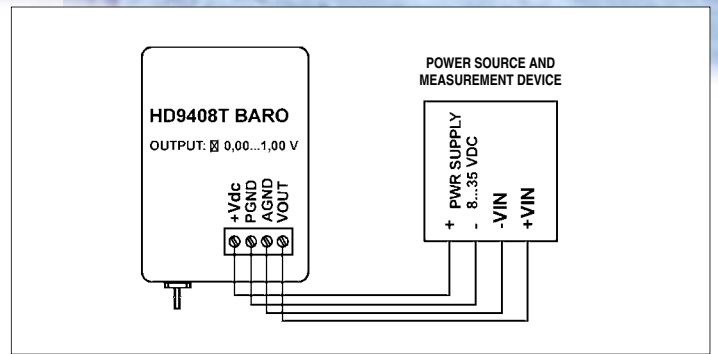 POWER SOURCE AND
MEASUREMENT DEVICE
HD9408T BARO
OUTPUT: ☒ 0,00...1,00 V
+Vdc
PGND
AGND
VOUT
+ PWR SUPPLY
- 8...35 VDC
-VIN
+VIN